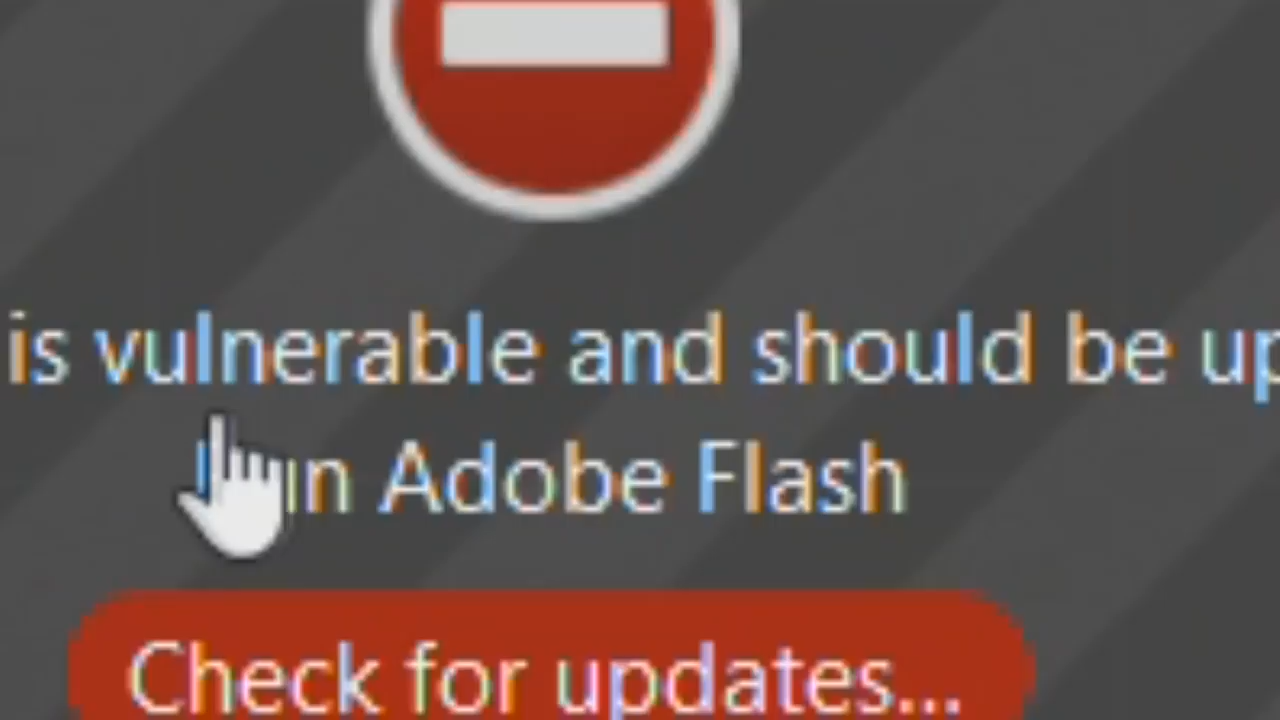 is vulnerable and should be up
in Adobe Flash
Check for updates...